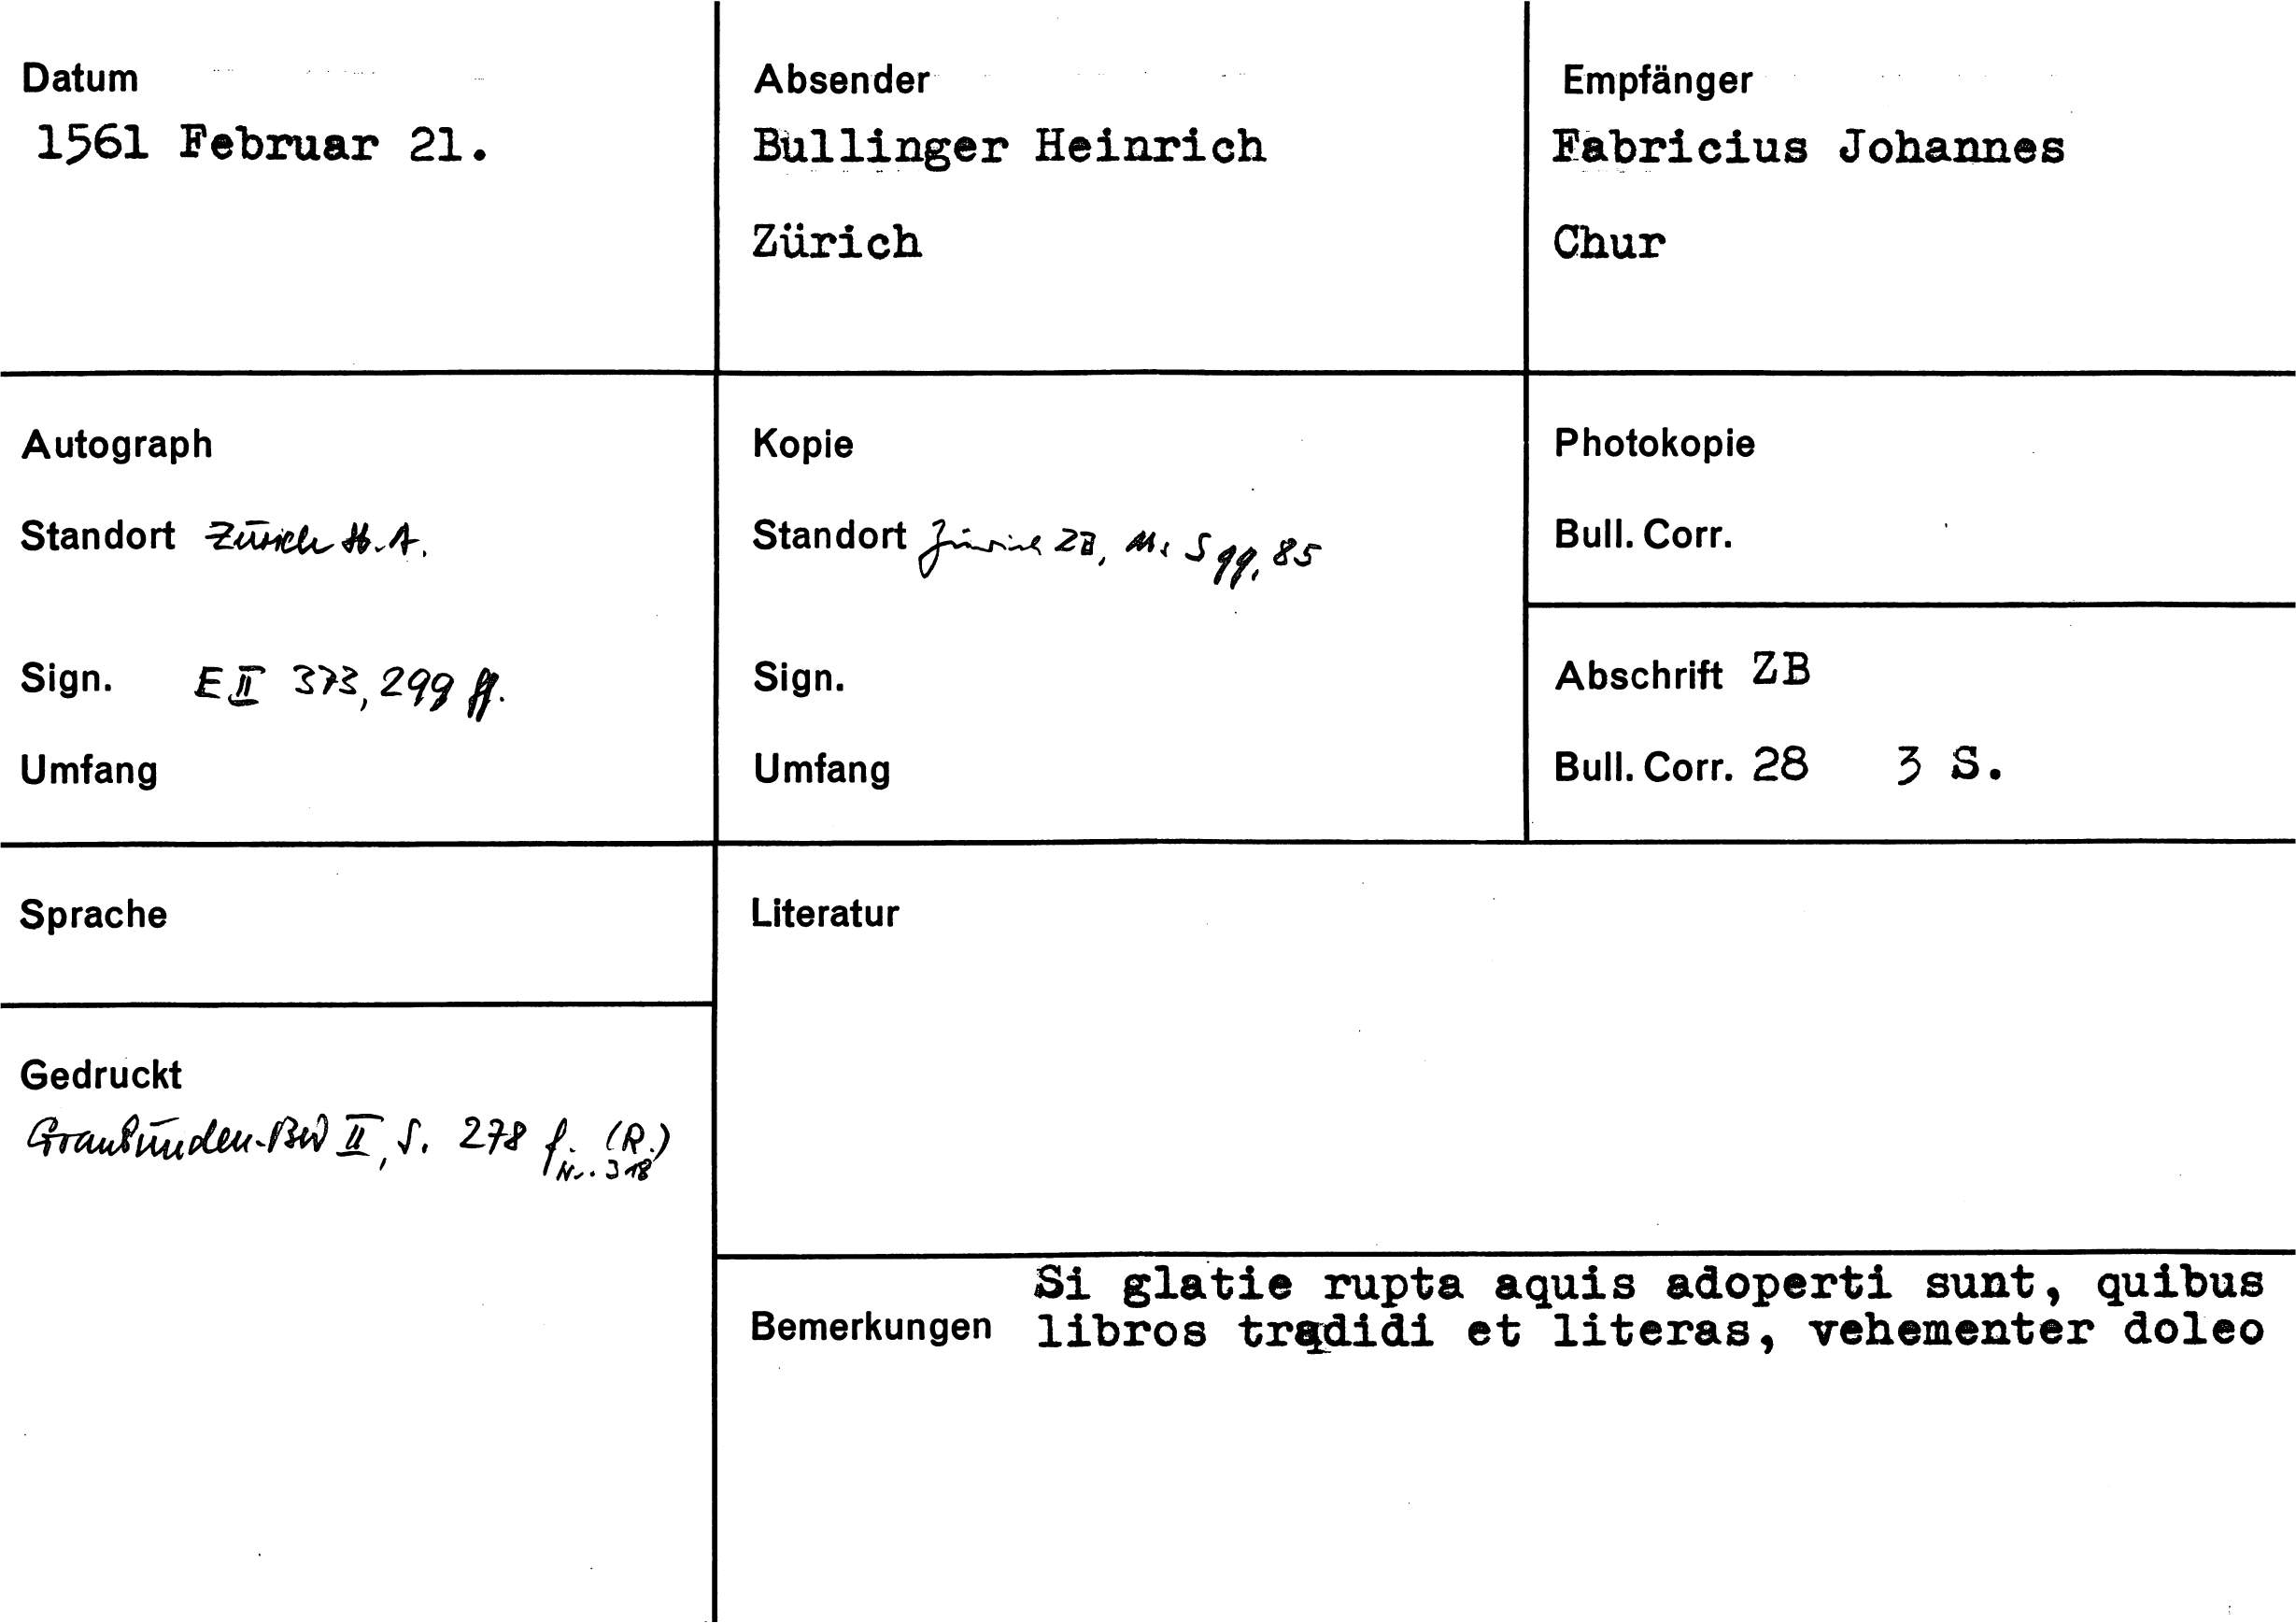 Datum
1561 Februar 21.
Absender
Bullinger Heinrich
Zürich
Empfänger
Fabricius Johannes
Chur
Autograph
Standort Zürich St. A.
Sign. E II 373, 299 ff.
Umfang
Kopie
Standort Zürich ZB, Ms S 99, 85
Sign.
Umfang
Photokopie
Bull. Corr.
Abschrift ZB
Bull. Corr. 28 3 S.
Sprache
Gedruckt
Graubünden-BW II, S. 278 f. (R.)
Nr. 318
Literatur
Bemerkungen
Si glatie rupta aquis adoperti sunt, quibus
libros tradidi et literas, vehementer doleo